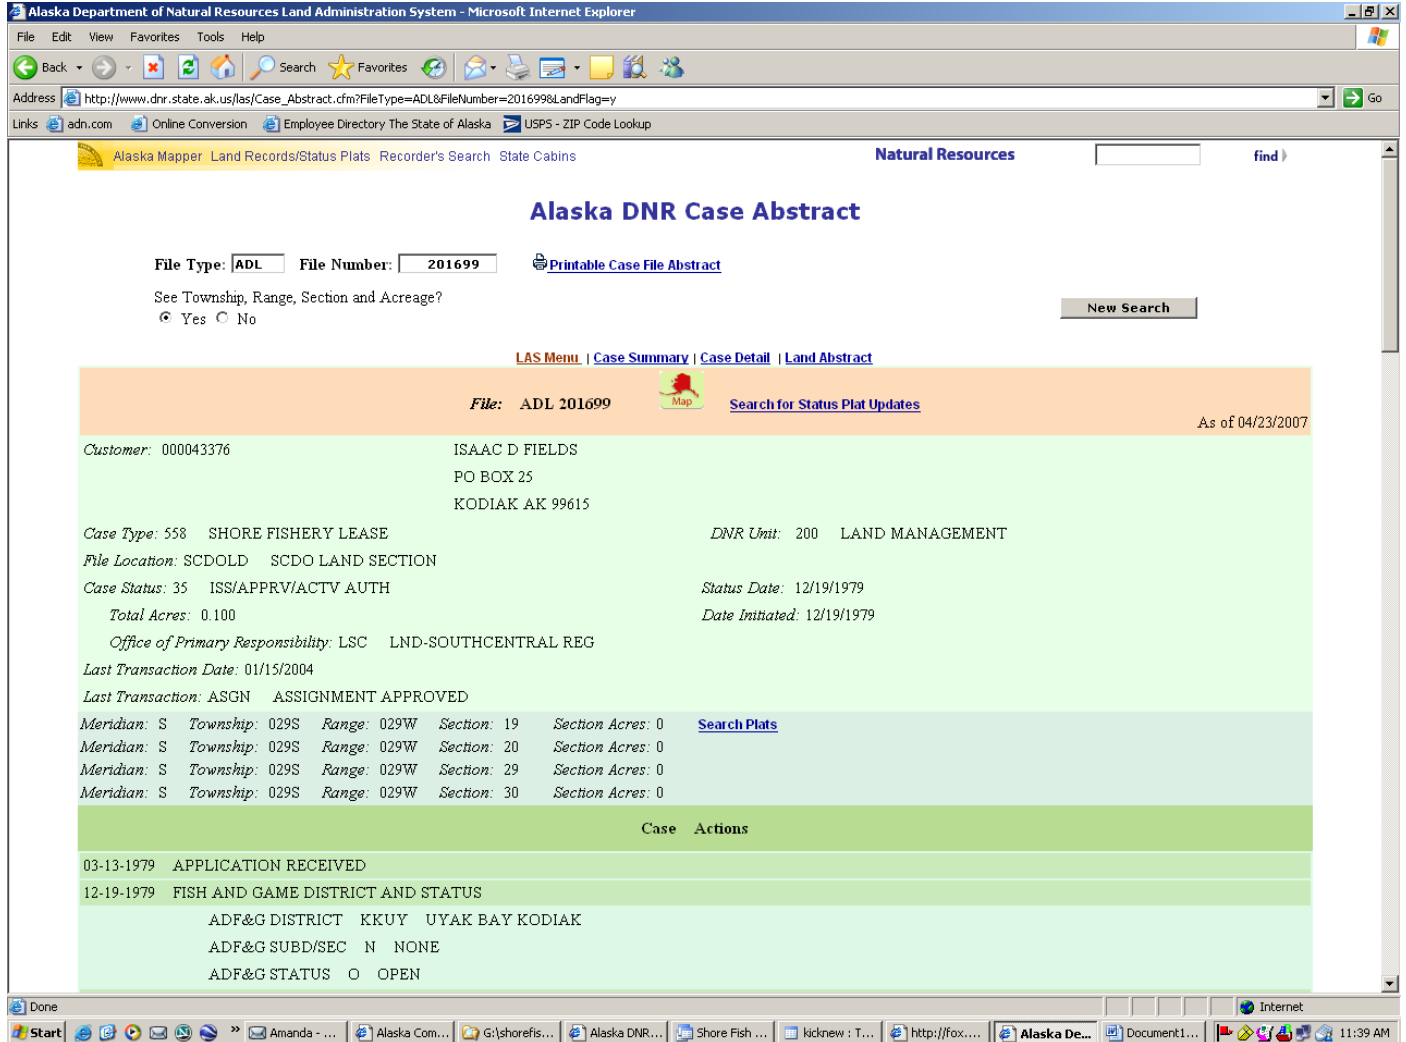 Alaska Department of Natural Resources Land Administration System - Microsoft Internet Explorer
File Edit View Favorites Tools Help
Back Search Favorites
Address http://www.dnr.state.ak.us/las/Case_Abstract.cfm?FileType=ADL&FileNumber=201699&LandFlag=y Go
Links adn.com Online Conversion Employee Directory The State of Alaska USPS - ZIP Code Lookup
Alaska Mapper Land Records/Status Plats Recorder's Search State Cabins Natural Resources find
Alaska DNR Case Abstract
File Type: ADL File Number: 201699 Printable Case File Abstract
See Township, Range, Section and Acreage?
Yes No
New Search
LAS Menu | Case Summary | Case Detail | Land Abstract
File: ADL 201699 Map Search for Status Plat Updates
As of 04/23/2007
Customer: 000043376 ISAAC D FIELDS
PO BOX 25
KODIAK AK 99615
Case Type: 558 SHORE FISHERY LEASE DNR Unit: 200 LAND MANAGEMENT
File Location: SCDOLD SCDO LAND SECTION
Case Status: 35 ISS/APPRV/ACTV AUTH Status Date: 12/19/1979
Total Acres: 0.100 Date Initiated: 12/19/1979
Office of Primary Responsibility: LSC LND-SOUTHCENTRAL REG
Last Transaction Date: 01/15/2004
Last Transaction: ASGN ASSIGNMENT APPROVED
Meridian: S Township: 029S Range: 029W Section: 19 Section Acres: 0 Search Plats
Meridian: S Township: 029S Range: 029W Section: 20 Section Acres: 0
Meridian: S Township: 029S Range: 029W Section: 29 Section Acres: 0
Meridian: S Township: 029S Range: 029W Section: 30 Section Acres: 0
Case Actions
03-13-1979 APPLICATION RECEIVED
12-19-1979 FISH AND GAME DISTRICT AND STATUS
ADF&G DISTRICT KKUY UYAK BAY KODIAK
ADF&G SUBD/SEC N NONE
ADF&G STATUS O OPEN
Done Internet
Start » Amanda - ... Alaska Com... G:\shorefis... Alaska DNR... Shore Fish ... kicknew : T... http://fox.... Alaska De... Document1... 11:39 AM